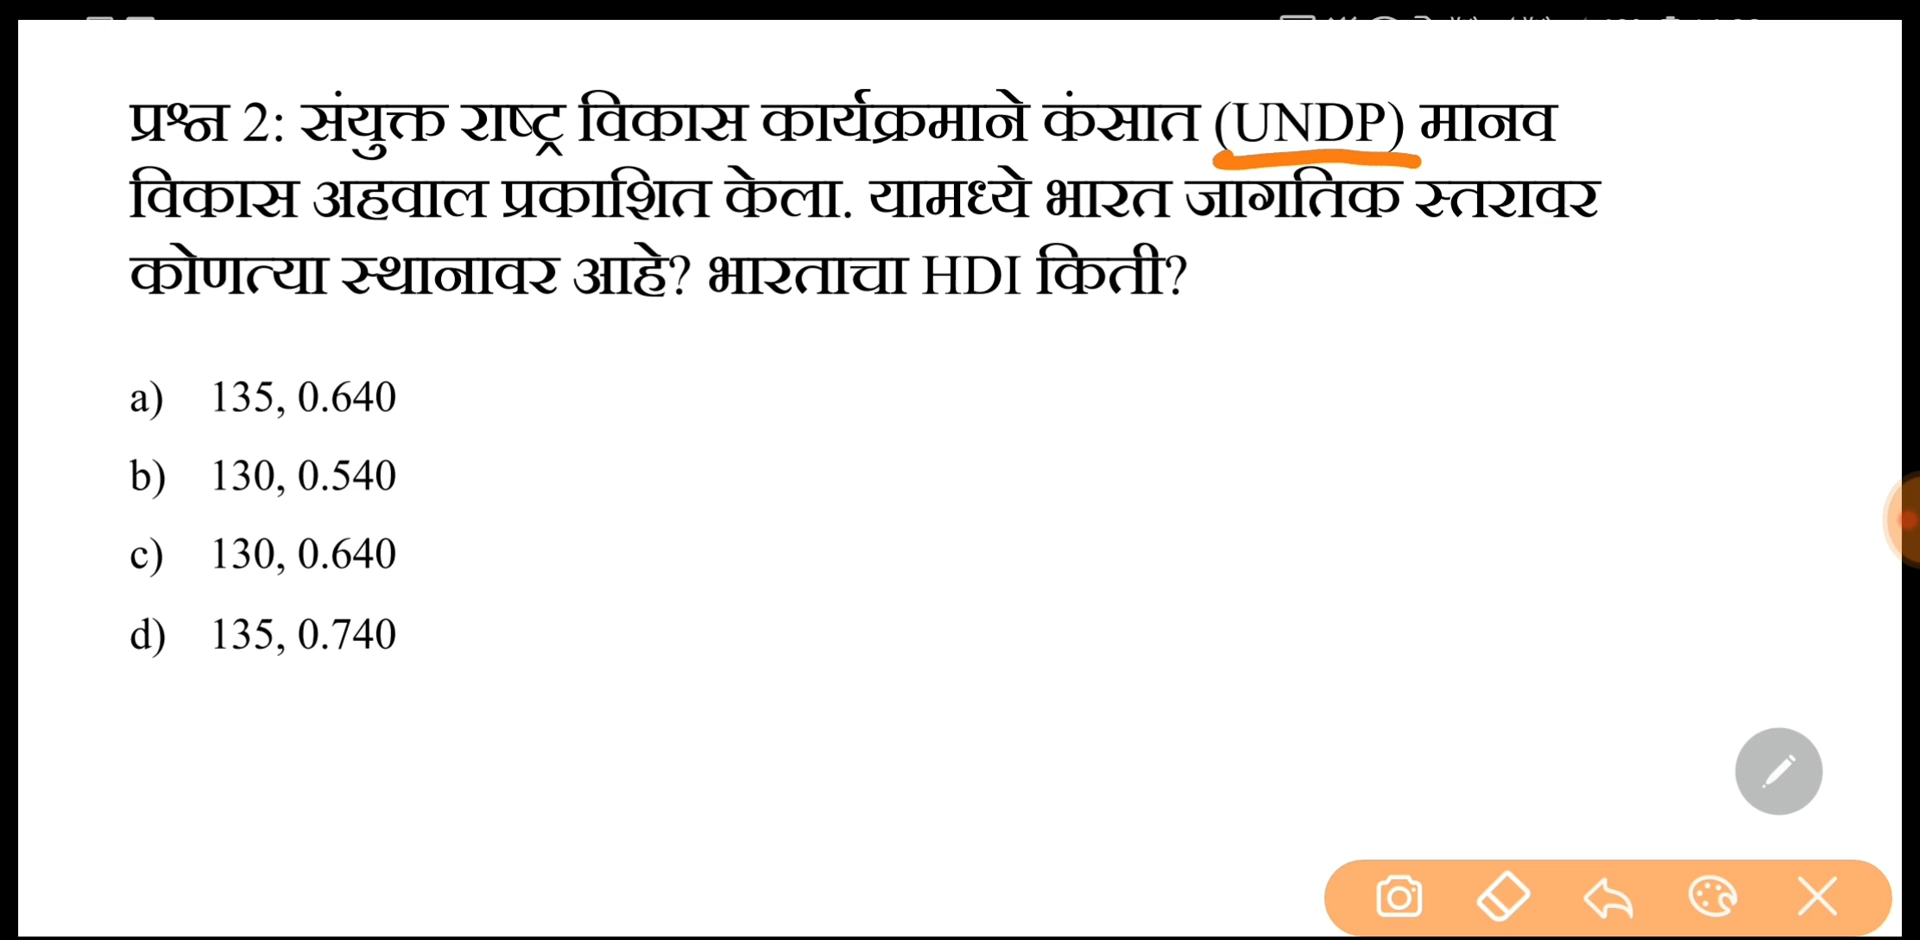 प्रश्न 2: संयुक्त राष्ट्र विकास कार्यक्रमाने कंसात (UNDP) मानव
विकास अहवाल प्रकाशित केला. यामध्ये भारत जागतिक स्तरावर
कोणत्या स्थानावर आहे? भारताचा HDI किती?
a) 135, 0.640
b) 130, 0.540
c) 130, 0.640
d) 135, 0.740